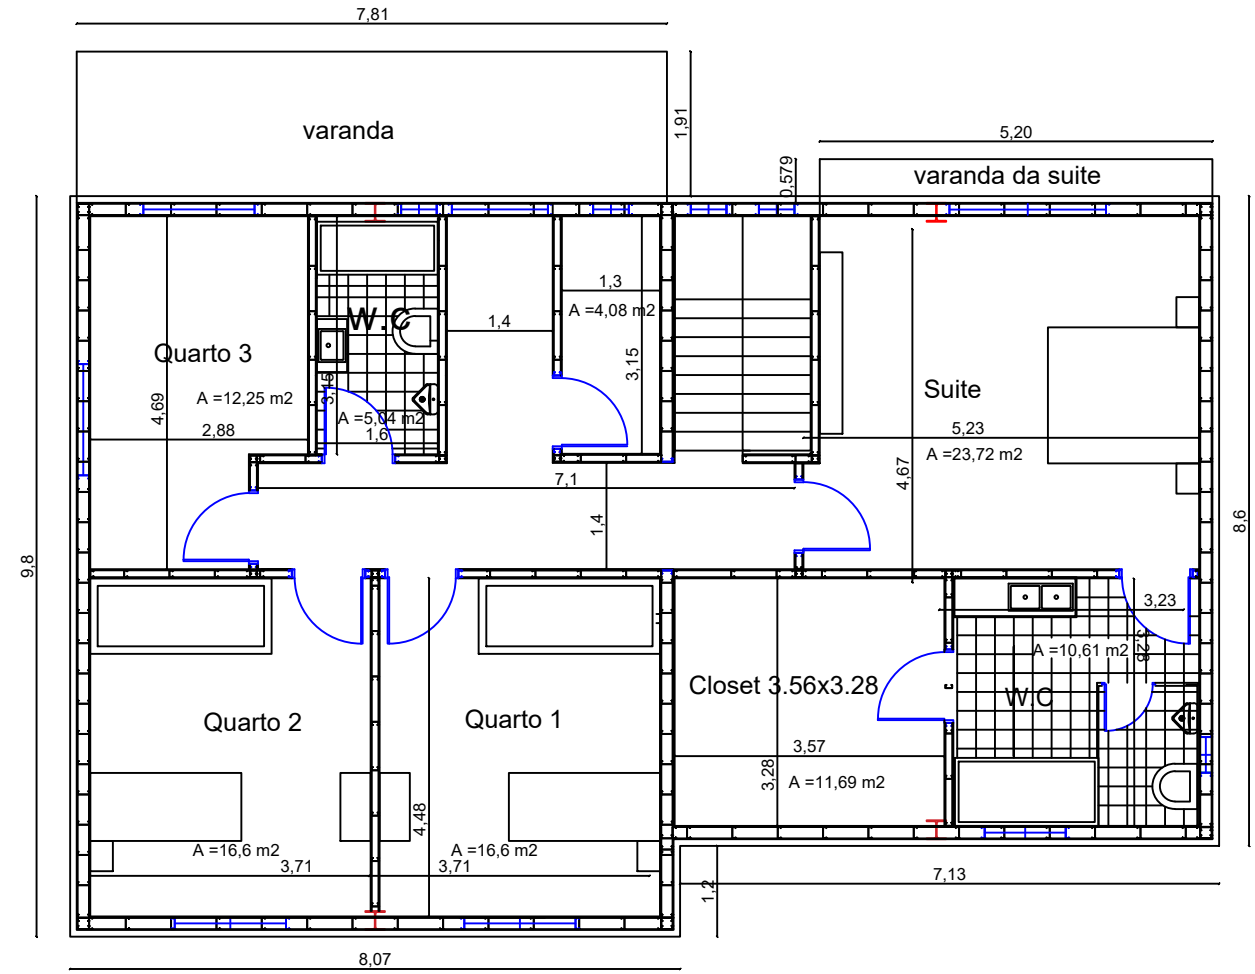 7,81
varanda
1,91
5,20
0,579
varanda da suite
1,3
A =4,08 m2
1,4
W.C
3,15
Quarto 3
3,15
Suite
A =12,25 m2
4,69
A =5,04 m2
2,88
1,6
5,23
A =23,72 m2
4,67
7,1
1,4
8,6
9,8
3,23
3,28
A =10,61 m2
Closet 3.56x3.28
W.C
Quarto 2
Quarto 1
3,57
3,28
A =11,69 m2
4,48
A =16,6 m2
A =16,6 m2
3,71
3,71
7,13
1,2
8,07